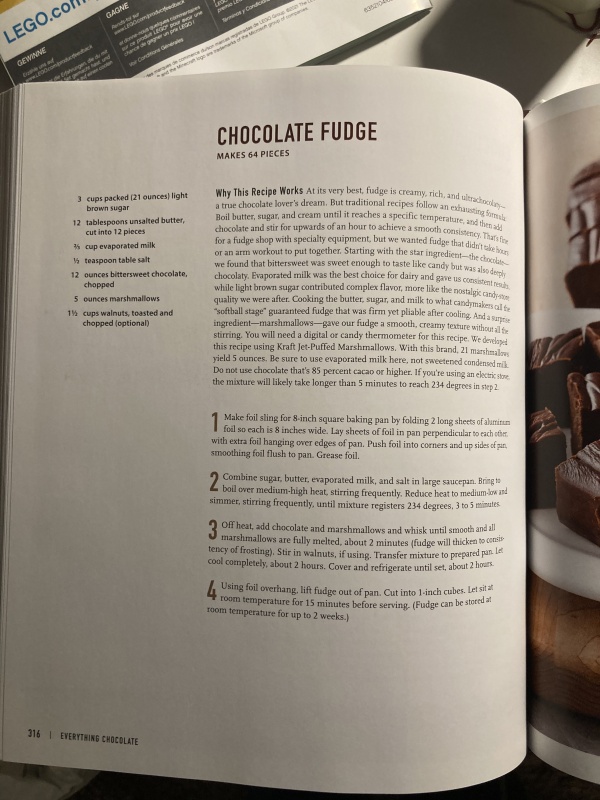 LEGO.com
GEWINNE
www.LEGO.com/productfeedback
GAGNE
Rends-toi sur
www.LEGO.com/productfeedback
Chance de gagner un prix LEGO!
Voir Conditions Générales
CHOCOLATE FUDGE
MAKES 64 PIECES
3 cups packed (21 ounces) light
brown sugar
12 tablespoons unsalted butter,
cut into 12 pieces
⅔ cup evaporated milk
½ teaspoon table salt
12 ounces bittersweet chocolate,
chopped
5 ounces marshmallows
1½ cups walnuts, toasted and
chopped (optional)
Why This Recipe Works At its very best, fudge is creamy, rich, and ultrachocolaty—
a true chocolate lover's dream. But traditional recipes follow an exhausting formula:
Boil butter, sugar, and cream until it reaches a specific temperature, and then add
chocolate and stir for upwards of an hour to achieve a smooth consistency. That's fine
for a fudge shop with specialty equipment, but we wanted fudge that didn't take hours
or an arm workout to put together. Starting with the star ingredient—the chocolate—
we found that bittersweet was sweet enough to taste like candy but was also deeply
chocolaty. Evaporated milk was the best choice for dairy and gave us consistent results,
while light brown sugar contributed complex flavor, more like the nostalgic candy-store
quality we were after. Cooking the butter, sugar, and milk to what candymakers call the
"softball stage" guaranteed fudge that was firm yet pliable after cooling. And a surprise
ingredient—marshmallows—gave our fudge a smooth, creamy texture without all the
stirring. You will need a digital or candy thermometer for this recipe. We developed
this recipe using Kraft Jet-Puffed Marshmallows. With this brand, 21 marshmallows
yield 5 ounces. Be sure to use evaporated milk here, not sweetened condensed milk.
Do not use chocolate that's 85 percent cacao or higher. If you're using an electric stove,
the mixture will likely take longer than 5 minutes to reach 234 degrees in step 2.
1 Make foil sling for 8-inch square baking pan by folding 2 long sheets of aluminum
foil so each is 8 inches wide. Lay sheets of foil in pan perpendicular to each other,
with extra foil hanging over edges of pan. Push foil into corners and up sides of pan,
smoothing foil flush to pan. Grease foil.
2 Combine sugar, butter, evaporated milk, and salt in large saucepan. Bring to
boil over medium-high heat, stirring frequently. Reduce heat to medium-low and
simmer, stirring frequently, until mixture registers 234 degrees, 3 to 5 minutes.
3 Off heat, add chocolate and marshmallows and whisk until smooth and all
marshmallows are fully melted, about 2 minutes (fudge will thicken to consis-
tency of frosting). Stir in walnuts, if using. Transfer mixture to prepared pan. Let
cool completely, about 2 hours. Cover and refrigerate until set, about 2 hours.
4 Using foil overhang, lift fudge out of pan. Cut into 1-inch cubes. Let sit at
room temperature for 15 minutes before serving. (Fudge can be stored at
room temperature for up to 2 weeks.)
316 | EVERYTHING CHOCOLATE